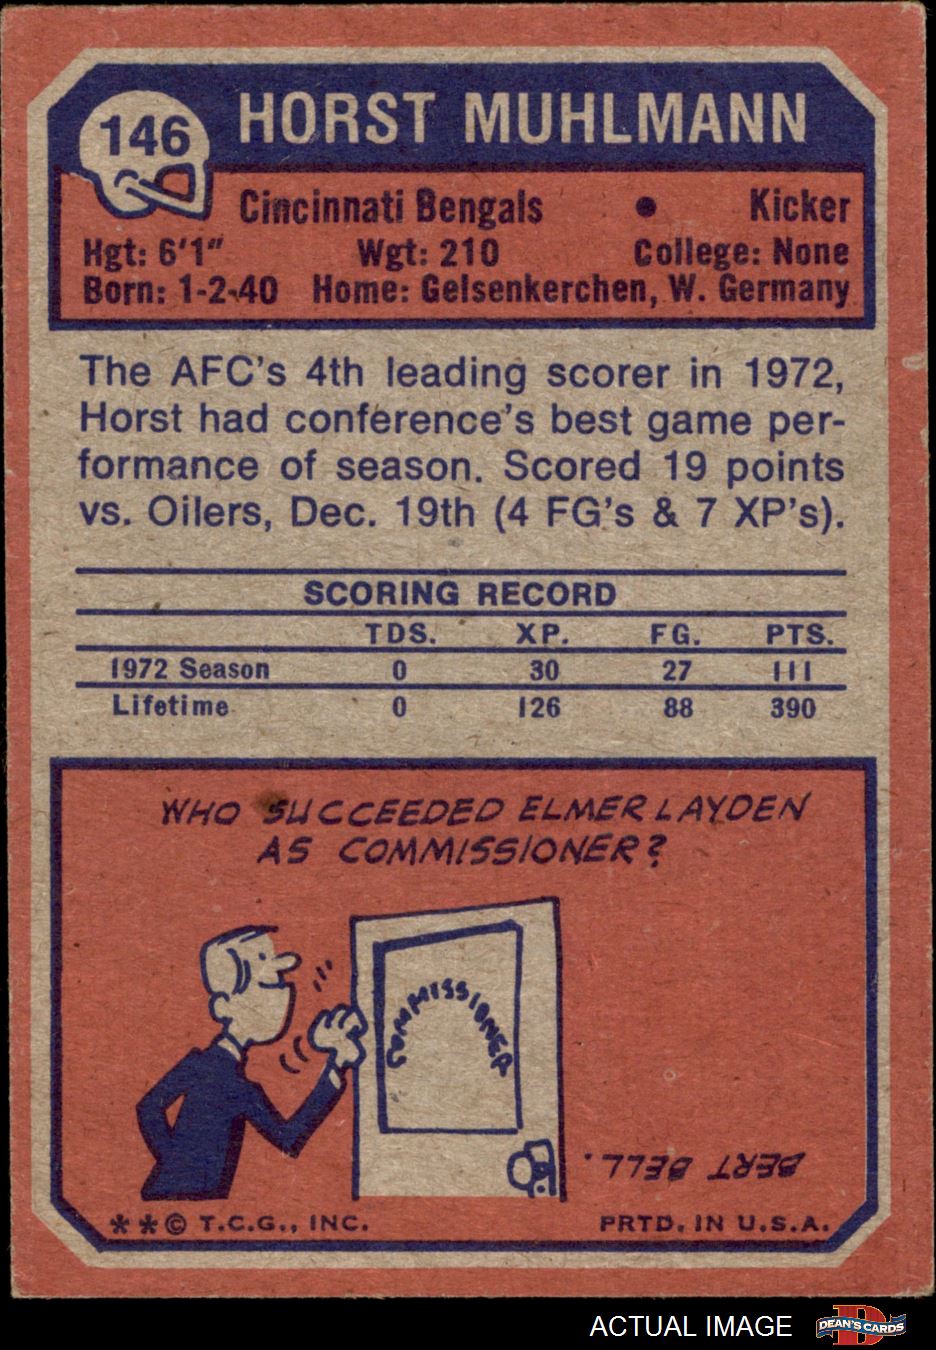 146
HORST MUHLMANN
Cincinnati Bengals • Kicker
Hgt: 6'1" Wgt: 210 College: None
Born: 1-2-40 Home: Gelsenkerchen, W. Germany
The AFC's 4th leading scorer in 1972,
Horst had conference's best game per-
formance of season. Scored 19 points
vs. Oilers, Dec. 19th (4 FG's & 7 XP's).
SCORING RECORD
TDS. XP. FG. PTS.
1972 Season 0 30 27 111
Lifetime 0 126 88 390
WHO SUCCEEDED ELMER LAYDEN
AS COMMISSIONER?
COMMISSIONER
BERT BELL.
**© T.C.G., INC. PRTD. IN U.S.A.
ACTUAL IMAGE
DEAN'S CARDS